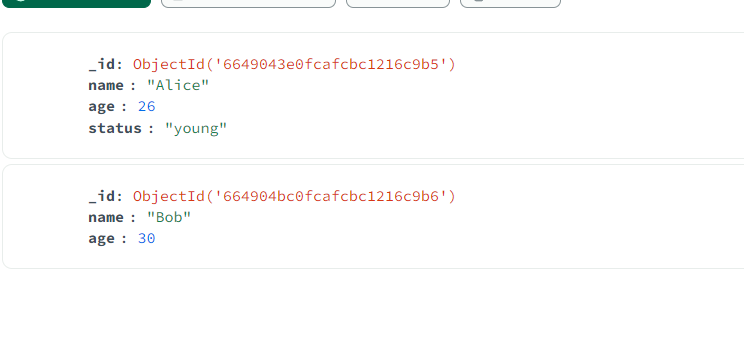 _id: ObjectId('6649043e0fcafcbc1216c9b5')
name : "Alice"
age : 26
status : "young"
_id: ObjectId('664904bc0fcafcbc1216c9b6')
name : "Bob"
age : 30